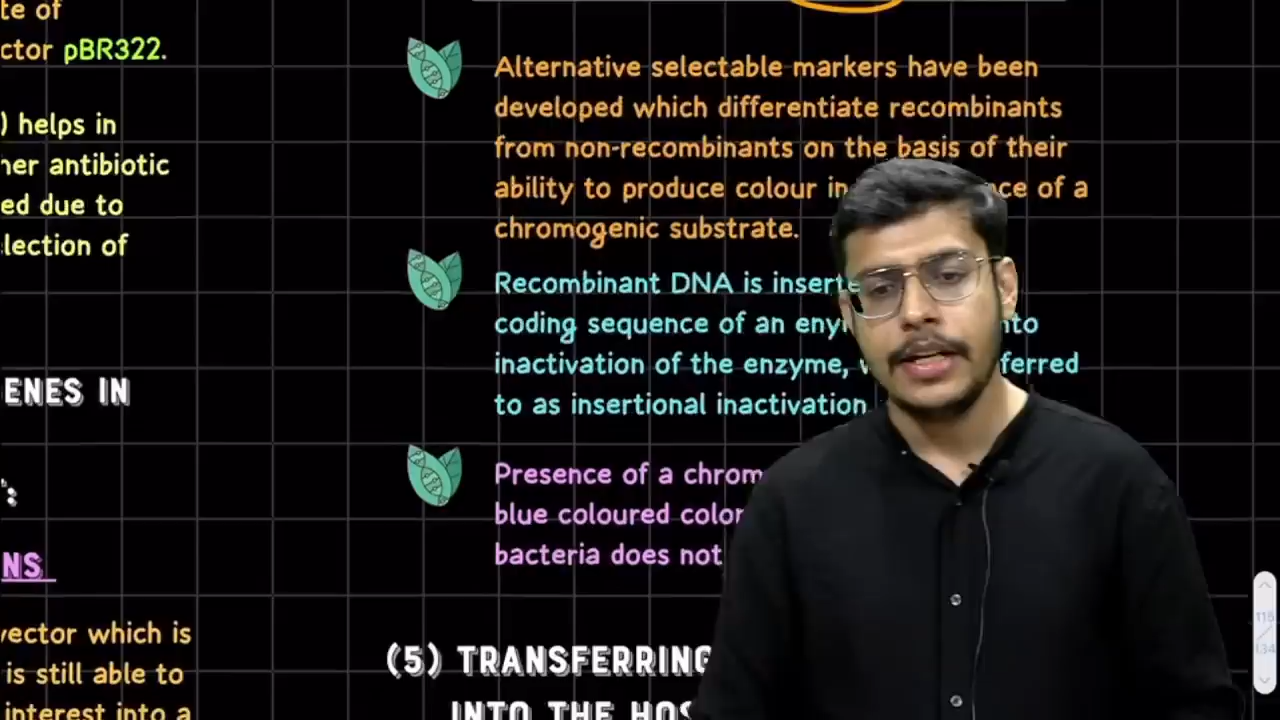 te of
ctor pBR322.
) helps in
her antibiotic
ed due to
lection of
ENES IN
NS
vector which is
is still able to
interest into a
Alternative selectable markers have been
developed which differentiate recombinants
from non-recombinants on the basis of their
ability to produce colour in ce of a
chromogenic substrate.
Recombinant DNA is inserte
coding sequence of an eny nto
inactivation of the enzyme, ferred
to as insertional inactivation
Presence of a chrom
blue coloured color
bacteria does not
(5) TRANSFERRING
INTO THE HOS
115
134